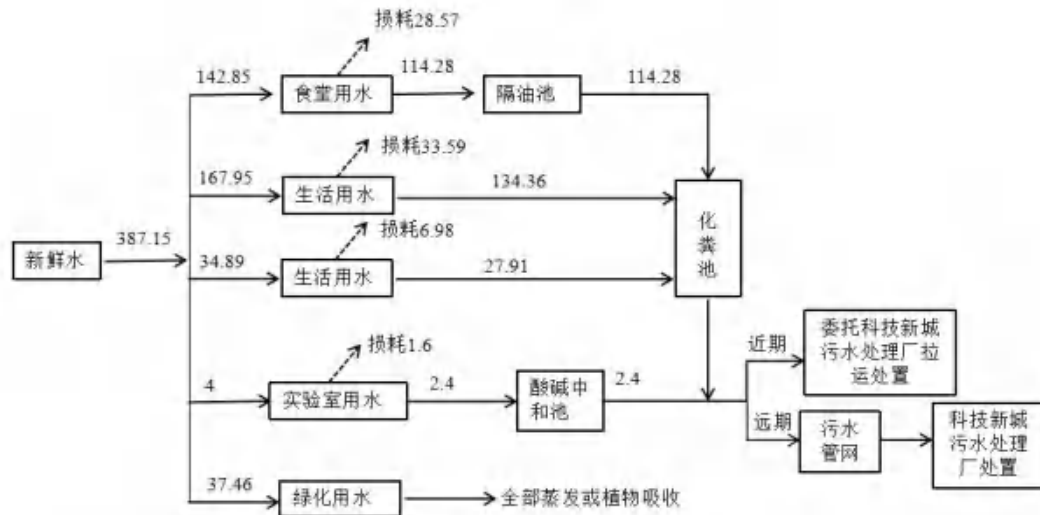 损耗28.57
142.85
食堂用水
114.28
隔油池
114.28
损耗33.59
167.95
生活用水
134.36
化
粪
池
新鲜水
387.15
损耗6.98
34.89
生活用水
27.91
损耗1.6
4
实验室用水
2.4
酸碱中
和池
2.4
近期
委托科技新城
污水处理厂拉
运处置
远期
污水
管网
科技新城
污水处理
厂处置
37.46
绿化用水
全部蒸发或植物吸收